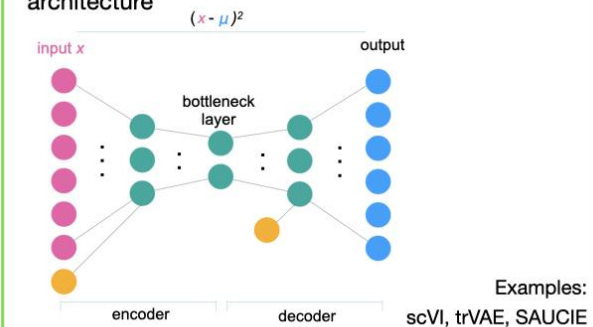 architecture
(x - μ)²
input x
output
bottleneck
layer
encoder
decoder
Examples:
scVI, trVAE, SAUCIE